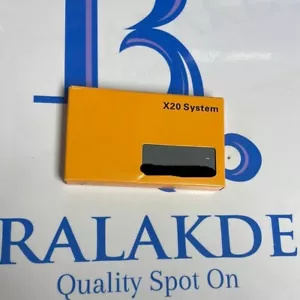 X20 System
RALAKDE
Quality Spot On